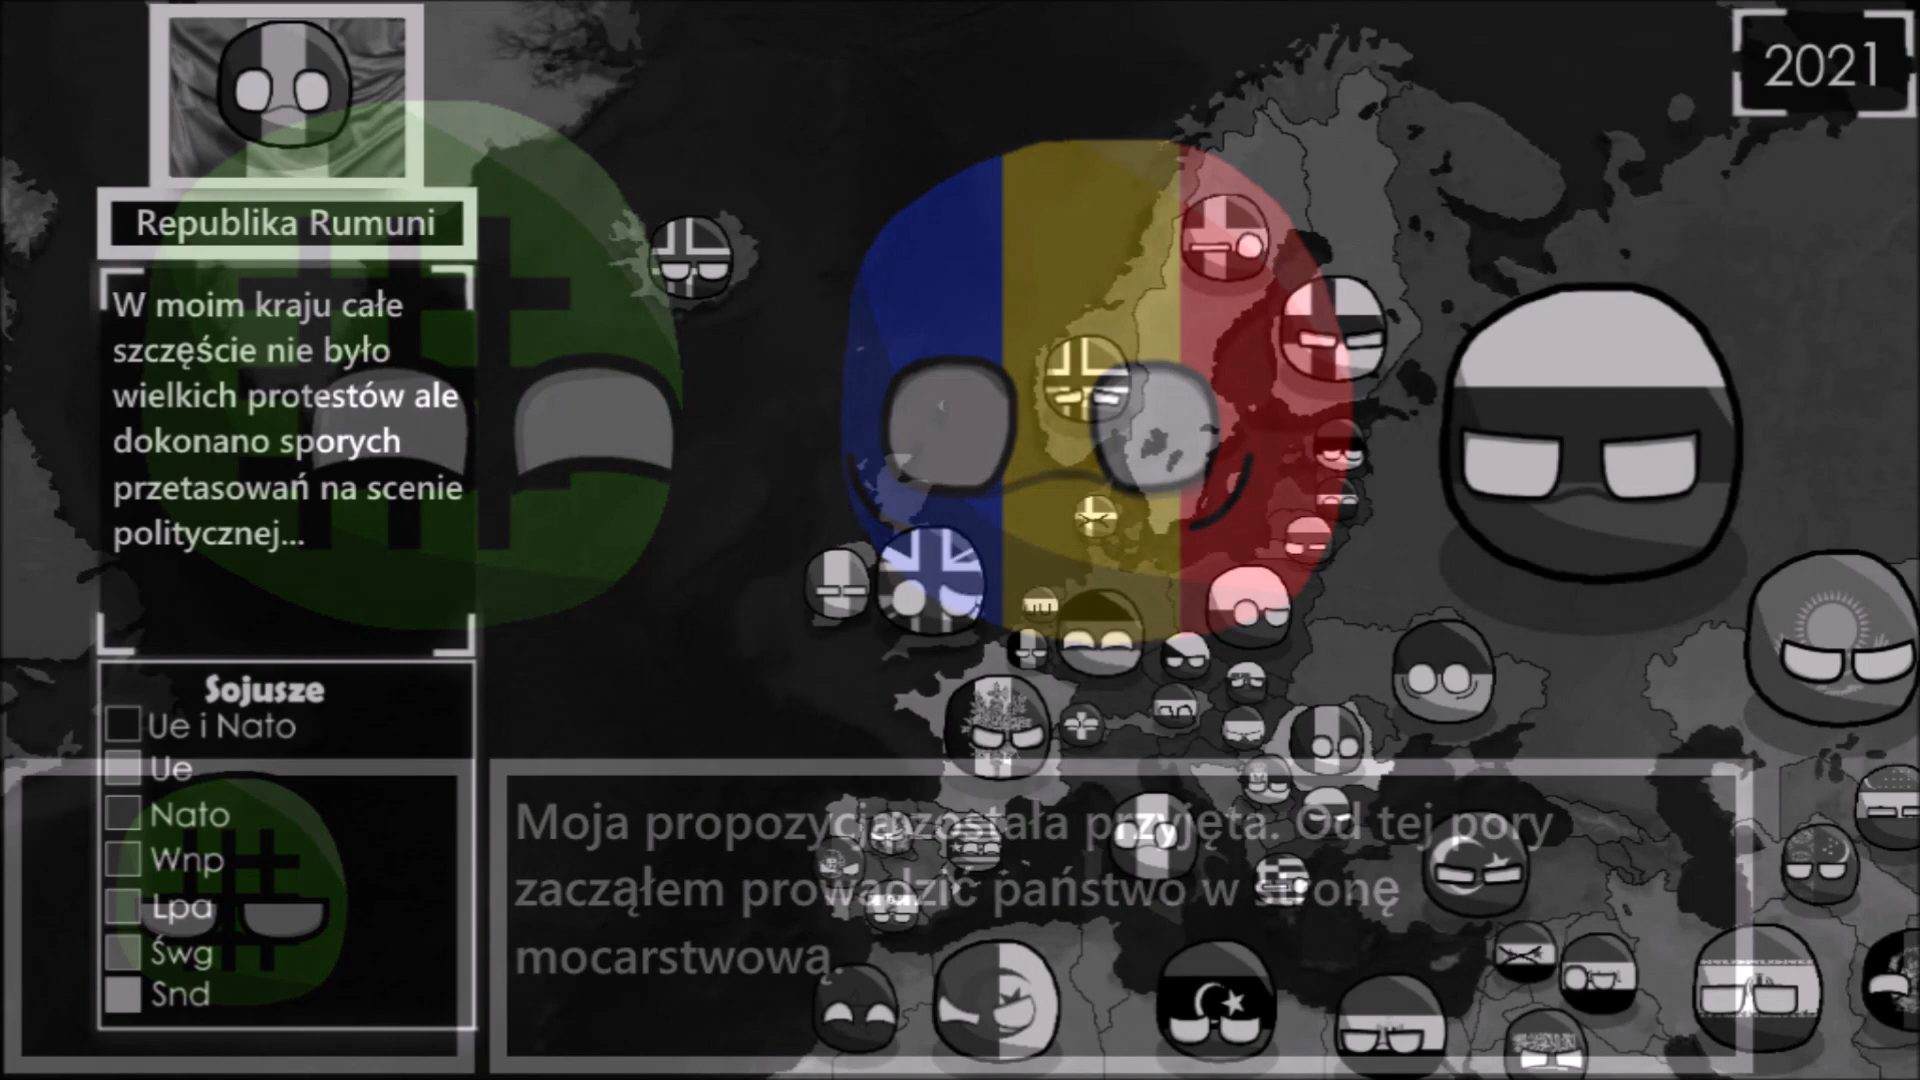 2021
Republika Rumuni
W moim kraju całe
szczęście nie było
wielkich protestów ale
dokonano sporych
przetasowań na scenie
politycznej...
Sojusze
Ue i Nato
Ue
Nato
Wnp
Lpa
Świg
Snd
Moja propozycja została przyjęta. Od tej pory
zacząłem prowadzić państwo w stronę
mocarstwową.